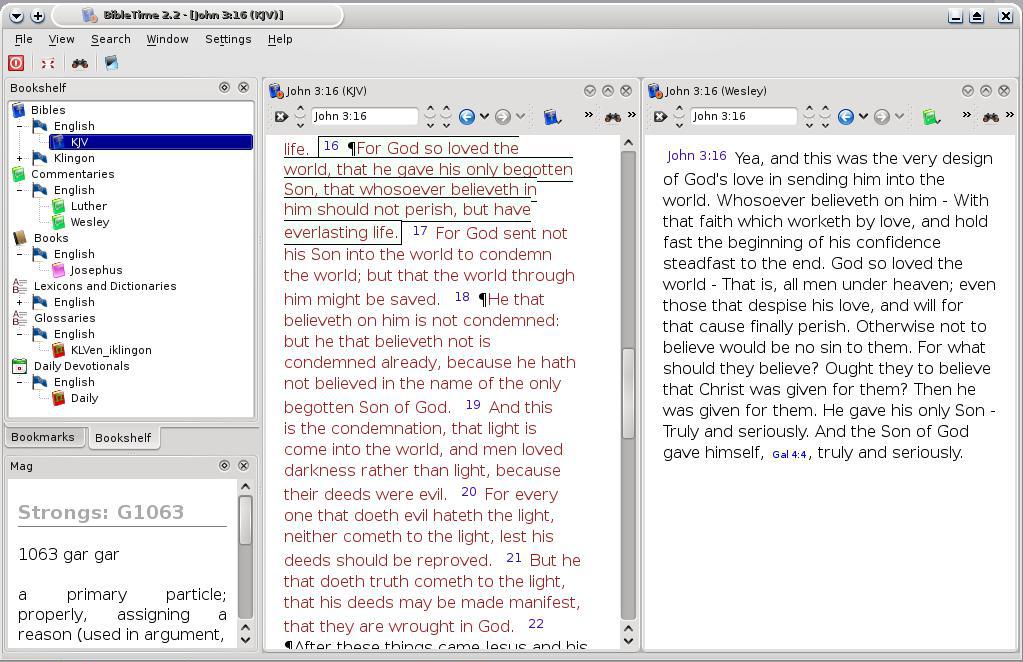 BibleTime 2.2 - [John 3:16 (KJV)]
File View Search Window Settings Help
Bookshelf
Bibles
English
KJV
Klingon
Commentaries
English
Luther
Wesley
Books
English
Josephus
Lexicons and Dictionaries
English
Glossaries
English
KLVen_iklingon
Daily Devotionals
English
Daily
Bookmarks Bookshelf
Mag
Strongs: G1063
1063 gar gar
a primary particle;
properly, assigning a
reason (used in argument,
John 3:16 (KJV)
John 3:16 » »
life. 16 ¶For God so loved the
world, that he gave his only begotten
Son, that whosoever believeth in
him should not perish, but have
everlasting life. 17 For God sent not
his Son into the world to condemn
the world; but that the world through
him might be saved. 18 ¶He that
believeth on him is not condemned:
but he that believeth not is
condemned already, because he hath
not believed in the name of the only
begotten Son of God. 19 And this
is the condemnation, that light is
come into the world, and men loved
darkness rather than light, because
their deeds were evil. 20 For every
one that doeth evil hateth the light,
neither cometh to the light, lest his
deeds should be reproved. 21 But he
that doeth truth cometh to the light,
that his deeds may be made manifest,
that they are wrought in God. 22
¶After these things came Jesus and his
John 3:16 (Wesley)
John 3:16 » »
John 3:16 Yea, and this was the very design
of God's love in sending him into the
world. Whosoever believeth on him - With
that faith which worketh by love, and hold
fast the beginning of his confidence
steadfast to the end. God so loved the
world - That is, all men under heaven; even
those that despise his love, and will for
that cause finally perish. Otherwise not to
believe would be no sin to them. For what
should they believe? Ought they to believe
that Christ was given for them? Then he
was given for them. He gave his only Son -
Truly and seriously. And the Son of God
gave himself, Gal 4:4, truly and seriously.